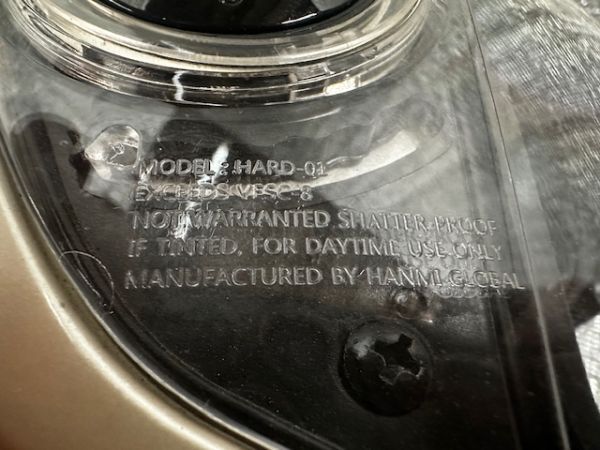 MODEL : HARD-01
EXCEEDS VESC-8
NOT WARRANTED SHATTER-PROOF
IF TINTED, FOR DAYTIME USE ONLY
MANUFACTURED BY HANMI GLOBAL